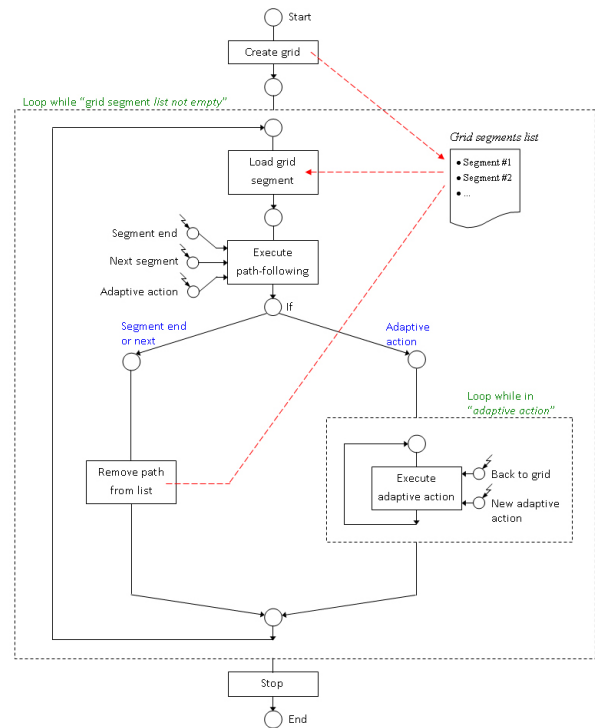 Start
Create grid
Loop while "grid segment list not empty"
Grid segments list
Segment #1
Segment #2
...
Load grid
segment
Segment end
Next segment
Adaptive action
Execute
path-following
If
Segment end
or next
Adaptive
action
Loop while in
"adaptive action"
Remove path
from list
Execute
adaptive action
Back to grid
New adaptive
action
Stop
End